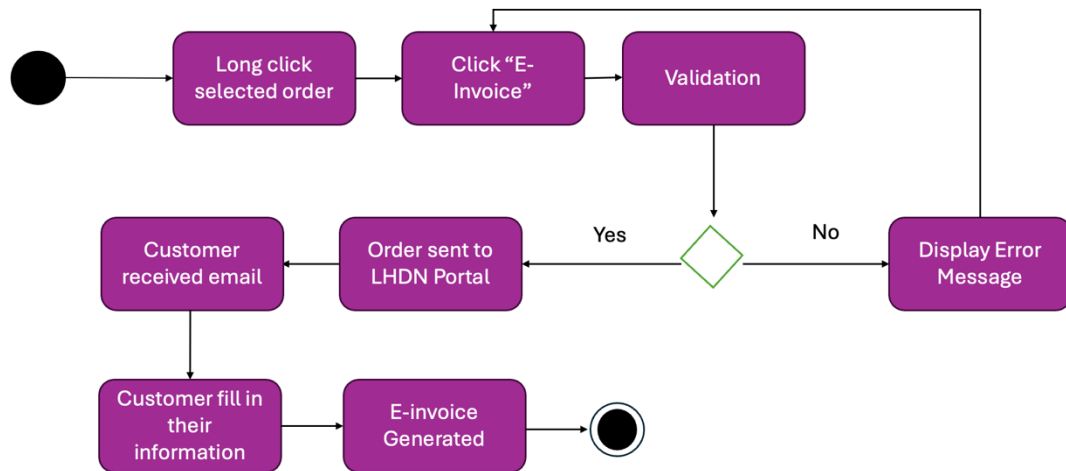 Long click
selected order
Click “E-
Invoice”
Validation
Yes
No
Customer
received email
Order sent to
LHDN Portal
Display Error
Message
Customer fill in
their
information
E-invoice
Generated